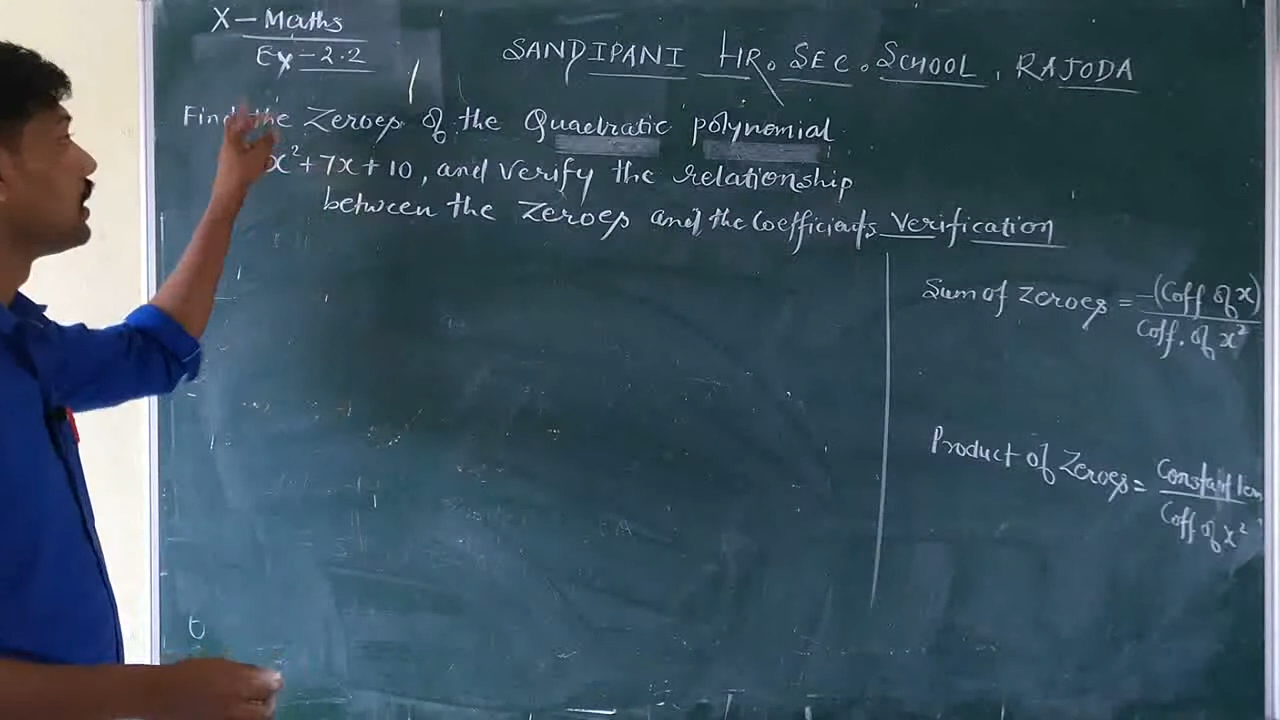 X - Maths
Ex - 2.2
SANDIPANI HR. SEC. SCHOOL, RAJODA
Find the Zeroes of the Quadratic polynomial
x²+7x+10, and verify the relationship
between the zeroes and the Coefficients
Verification
Sum of zeroes = -(Coff of x)
Coff. of x²
Product of Zeroes = Constant
Coff of x²